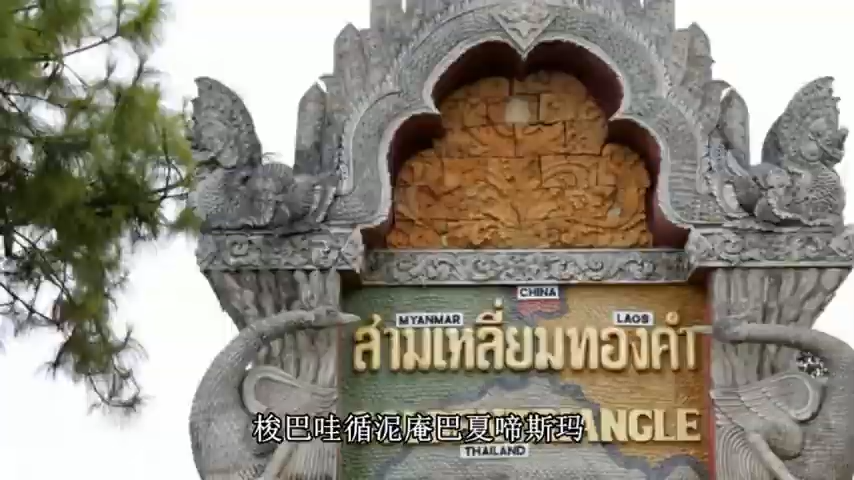 CHINA
MYANMAR
LAOS
สามเหลี่ยมทองคำ
ANGLE
梭巴哇循泥庵巴夏啼斯玛
THAILAND